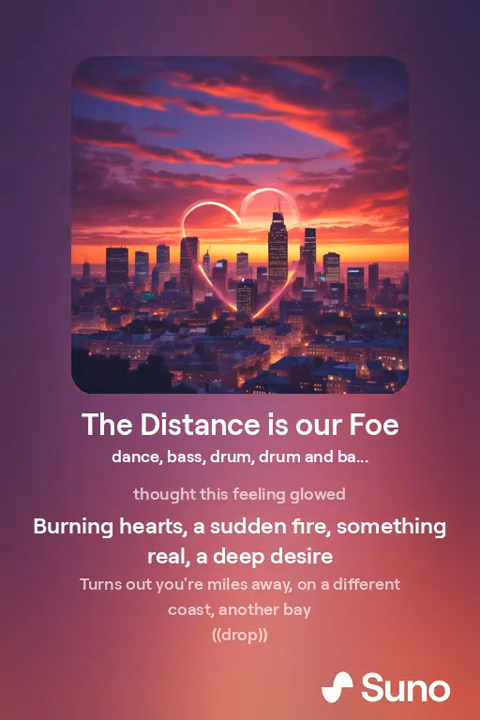 The Distance is our Foe
dance, bass, drum, drum and ba...
thought this feeling glowed
Burning hearts, a sudden fire, something
real, a deep desire
Turns out you're miles away, on a different
coast, another bay
((drop))
Suno